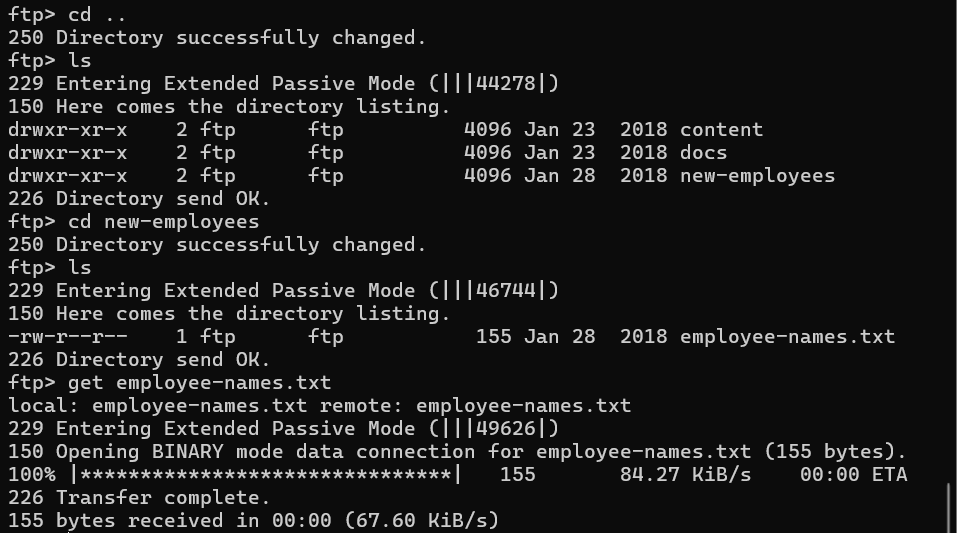 ftp> cd ..
250 Directory successfully changed.
ftp> ls
229 Entering Extended Passive Mode (|||44278|)
150 Here comes the directory listing.
drwxr-xr-x    2 ftp      ftp          4096 Jan 23  2018 content
drwxr-xr-x    2 ftp      ftp          4096 Jan 23  2018 docs
drwxr-xr-x    2 ftp      ftp          4096 Jan 28  2018 new-employees
226 Directory send OK.
ftp> cd new-employees
250 Directory successfully changed.
ftp> ls
229 Entering Extended Passive Mode (|||46744|)
150 Here comes the directory listing.
-rw-r--r--    1 ftp      ftp           155 Jan 28  2018 employee-names.txt
226 Directory send OK.
ftp> get employee-names.txt
local: employee-names.txt remote: employee-names.txt
229 Entering Extended Passive Mode (|||49626|)
150 Opening BINARY mode data connection for employee-names.txt (155 bytes).
100% |*******************************|   155       84.27 KiB/s    00:00 ETA
226 Transfer complete.
155 bytes received in 00:00 (67.60 KiB/s)